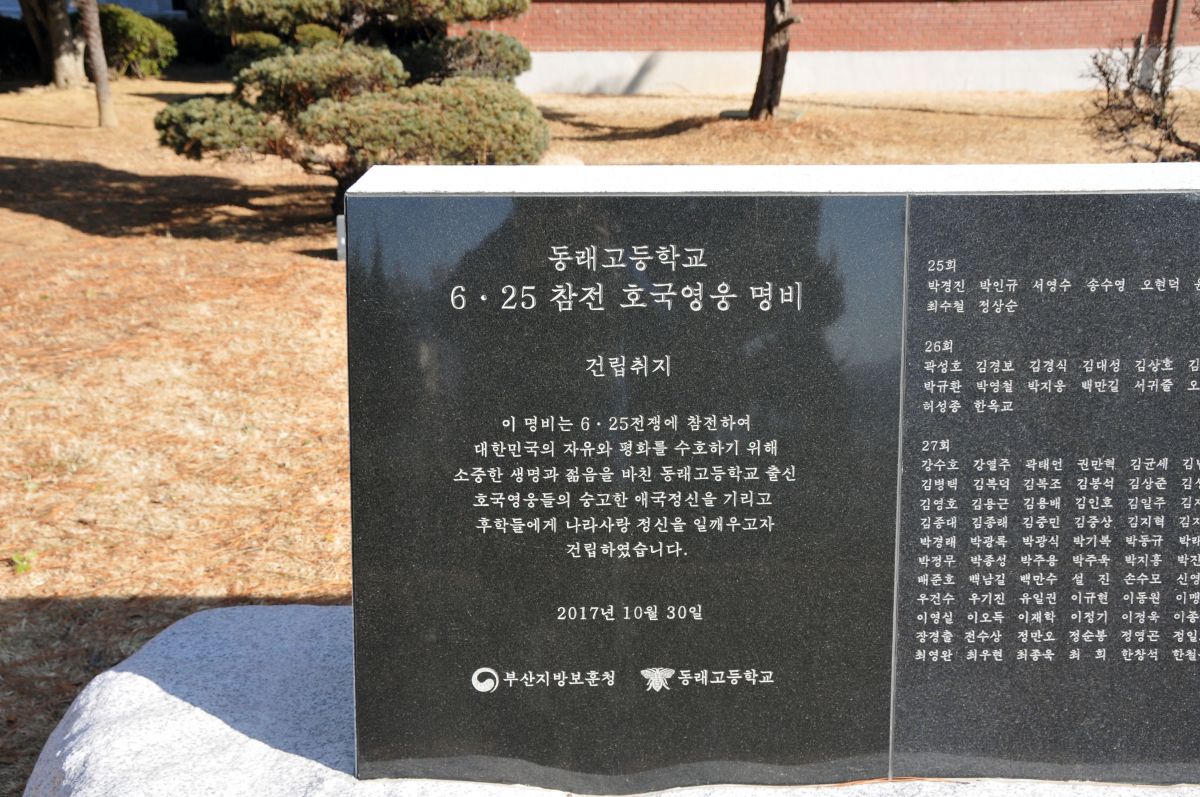 동래고등학교
6·25 참전 호국영웅 명비
건립취지
이 명비는 6·25전쟁에 참전하여
대한민국의 자유와 평화를 수호하기 위해
소중한 생명과 젊음을 바친 동래고등학교 출신
호국영웅들의 숭고한 애국정신을 기리고
후학들에게 나라사랑 정신을 일깨우고자
건립하였습니다.
2017년 10월 30일
부산지방보훈청 동래고등학교
25회
박경진 박인규 서영수 송수영 오현덕
최수철 정상순
26회
곽성호 김경보 김경식 김대성 김상호
박규환 박영철 박지웅 백만길 서귀줄
허성종 한옥교
27회
강수호 강열주 곽태언 권만혁 김균세
김병택 김복덕 김복조 김봉석 김상준
김영호 김용근 김용배 김인호 김일주
김종대 김종래 김중민 김중상 김지혁
박경래 박광록 박광식 박기복 박동규
박정무 박종성 박주용 박주욱 박지홍
배준호 백남길 백만수 설 진 손수모
우건수 우기진 유일권 이규현 이동원
이영실 이오득 이재학 이정기 이정욱
장경출 전수상 정만오 정순봉 정영곤
최영완 최우현 최종욱 최 희 한창석